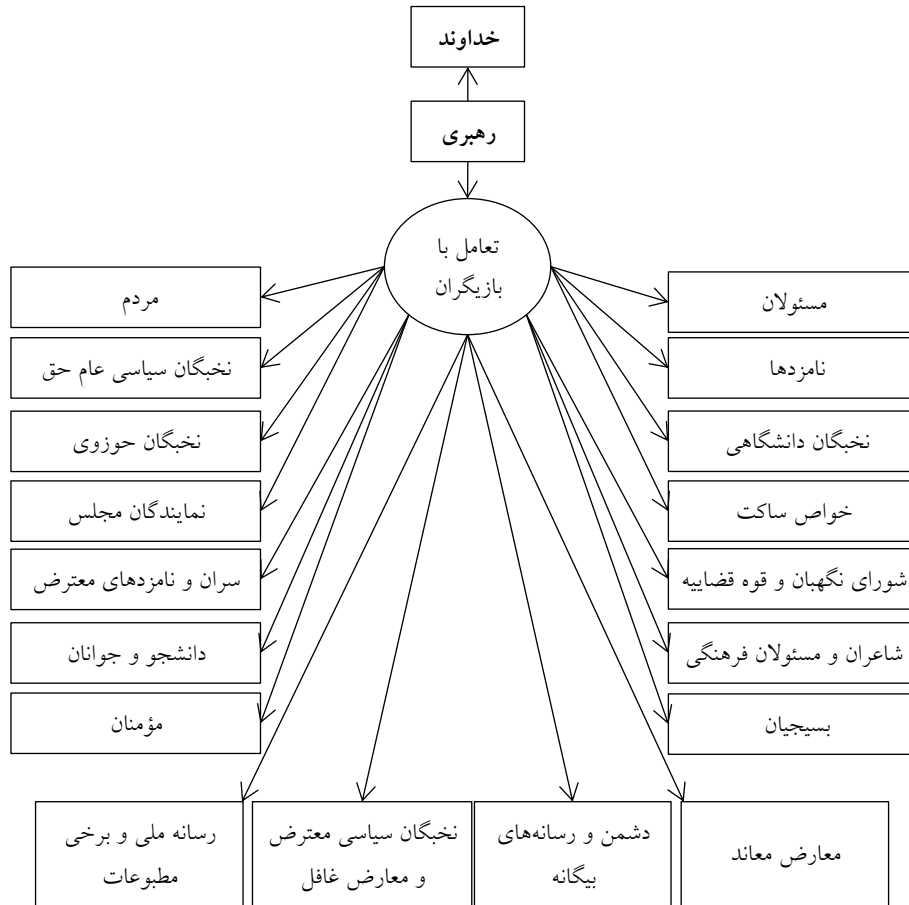 خداوند
رهبری
تعامل با
بازیگران
مسئولان
مردم
نامزدها
نخبگان سیاسی عام حق
نخبگان دانشگاهی
نخبگان حوزوی
خواص ساکت
نمایندگان مجلس
شورای نگهبان و قوه قضاییه
سران و نامزدهای معترض
شاعران و مسئولان فرهنگی
دانشجو و جوانان
بسیجیان
مؤمنان
معارض معاند
دشمن و رسانه‌های
بیگانه
نخبگان سیاسی معترض
و معارض غافل
رسانه ملی و برخی
مطبوعات